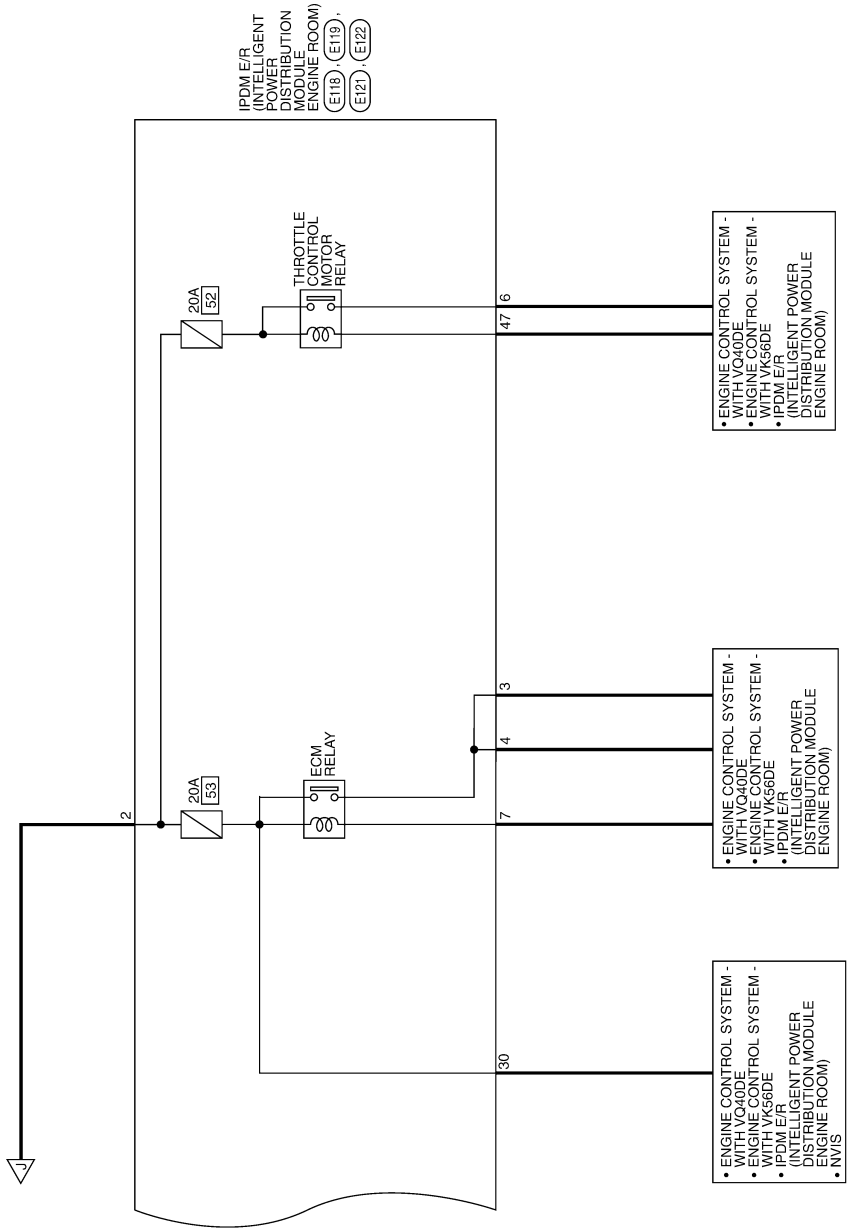 J
2
20A
53
20A
52
IPDM E/R
(INTELLIGENT
POWER
DISTRIBUTION
MODULE
ENGINE ROOM)
E118 , E119 ,
E121 , E122
ECM
RELAY
THROTTLE
CONTROL
MOTOR
RELAY
30
7
4
3
47
6
• ENGINE CONTROL SYSTEM -
WITH VQ40DE
• ENGINE CONTROL SYSTEM -
WITH VK56DE
• IPDM E/R
(INTELLIGENT POWER
DISTRIBUTION MODULE
ENGINE ROOM)
• NVIS
• ENGINE CONTROL SYSTEM -
WITH VQ40DE
• ENGINE CONTROL SYSTEM -
WITH VK56DE
• IPDM E/R
(INTELLIGENT POWER
DISTRIBUTION MODULE
ENGINE ROOM)
• ENGINE CONTROL SYSTEM -
WITH VQ40DE
• ENGINE CONTROL SYSTEM -
WITH VK56DE
• IPDM E/R
(INTELLIGENT POWER
DISTRIBUTION MODULE
ENGINE ROOM)